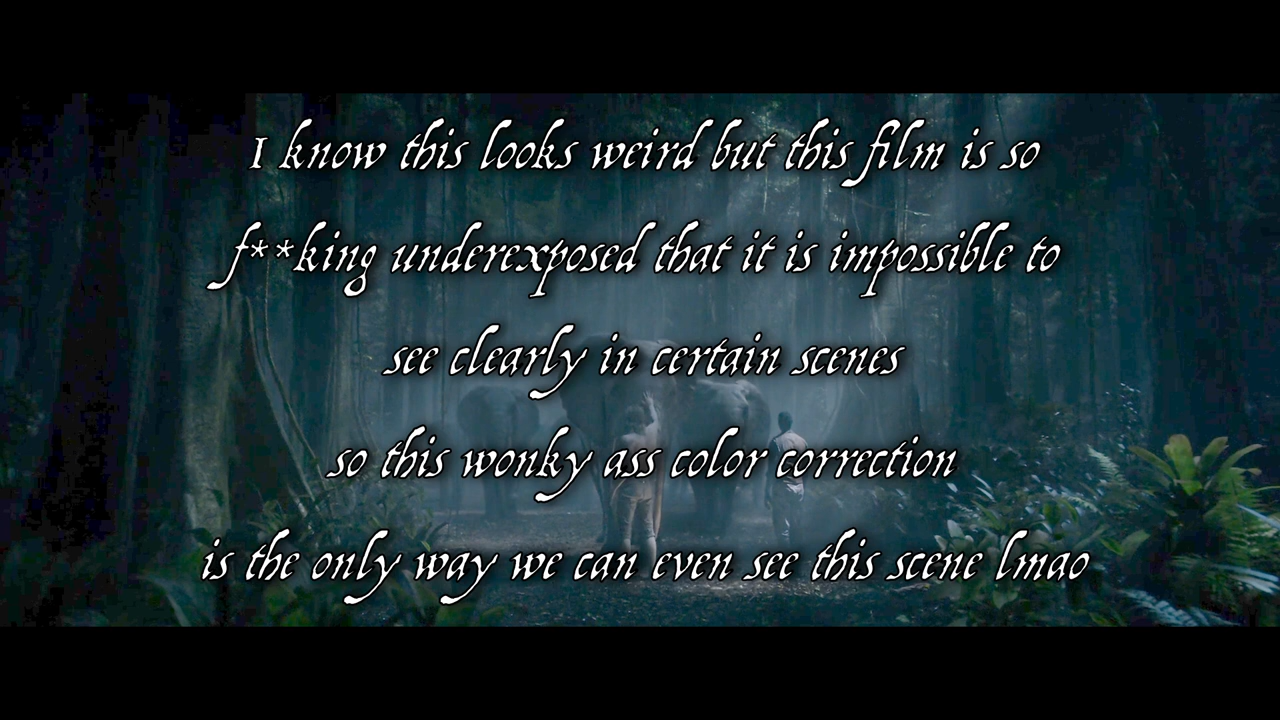 I know this looks weird but this film is so
f**king underexposed that it is impossible to
see clearly in certain scenes
so this wonky ass color correction
is the only way we can even see this scene lmao